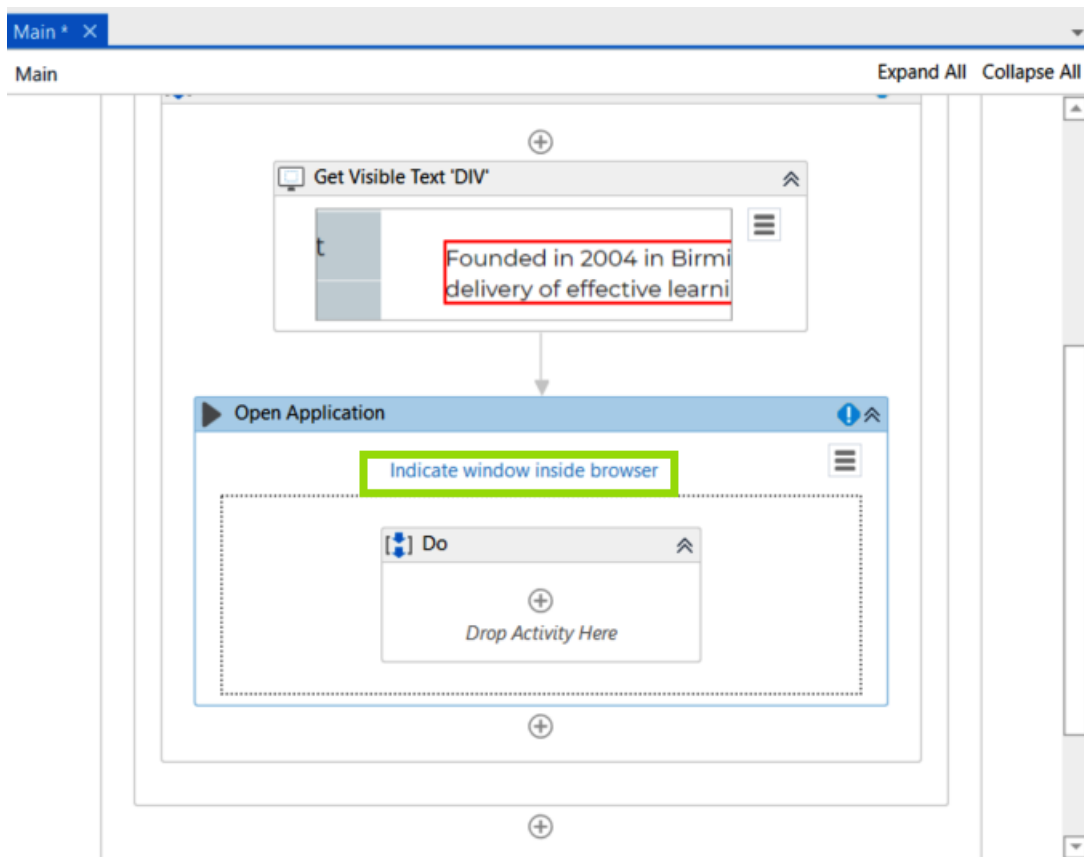 Main *
Main
Expand All Collapse All
Get Visible Text 'DIV'
t
Founded in 2004 in Birmi
delivery of effective learni
Open Application
Indicate window inside browser
Do
Drop Activity Here